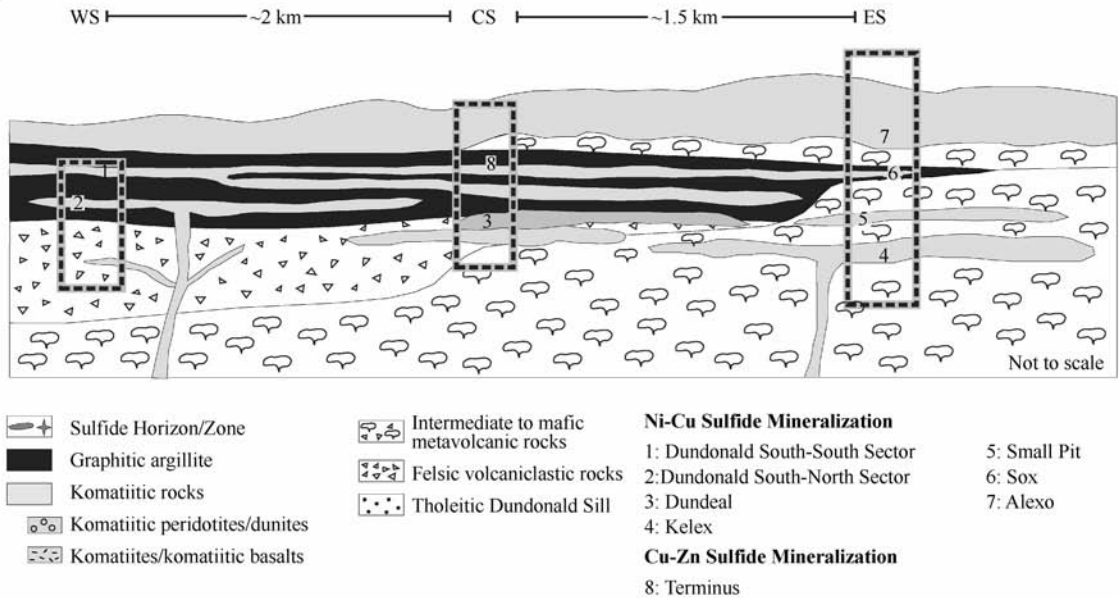 WS ~2 km CS ~1.5 km ES
7
8
1
6
2
3
5
4
Not to scale
Sulfide Horizon/Zone
Graphitic argillite
Komatiitic rocks
Komatiitic peridotites/dunites
Komatiites/komatiitic basalts
Intermediate to mafic
metavolcanic rocks
Felsic volcaniclastic rocks
Tholeitic Dundonald Sill
Ni-Cu Sulfide Mineralization
1: Dundonald South-South Sector
2:Dundonald South-North Sector
3: Dundeal
4: Kelex
5: Small Pit
6: Sox
7: Alexo
Cu-Zn Sulfide Mineralization
8: Terminus